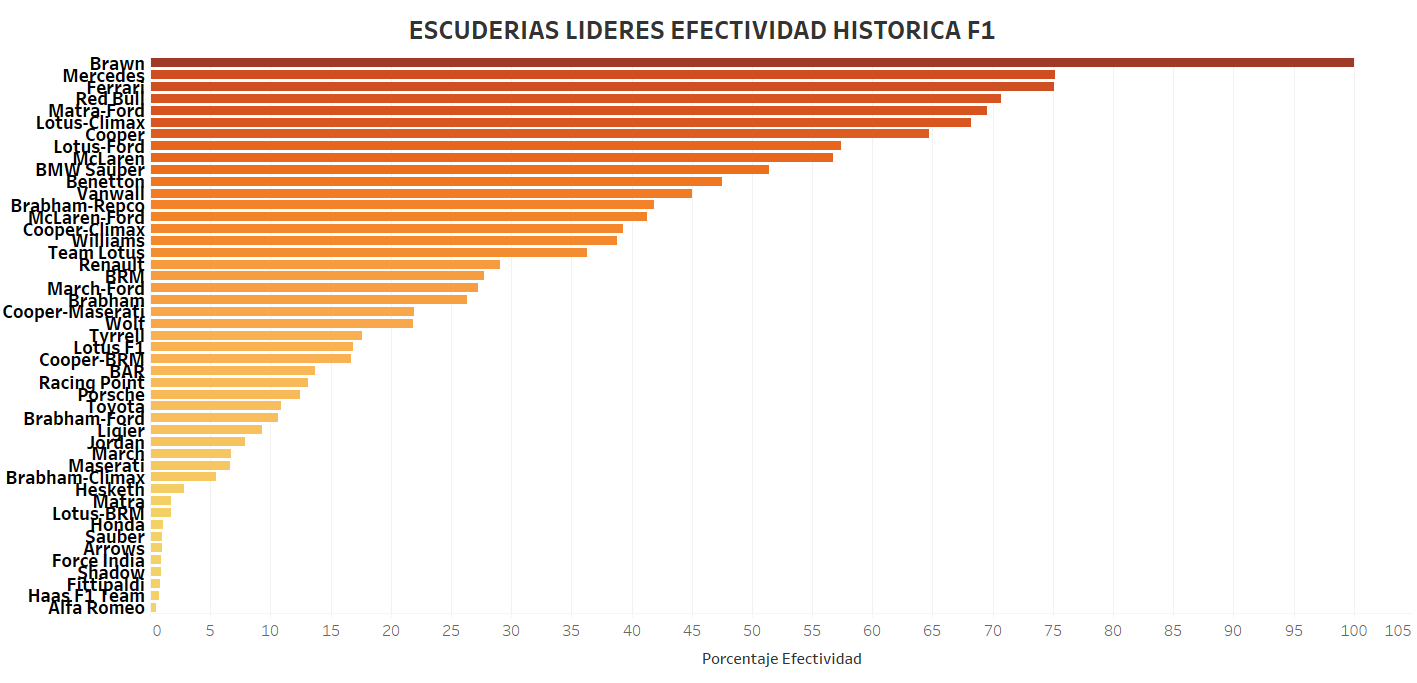 ESCUDERIAS LIDERES EFECTIVIDAD HISTORICA F1
Brawn
Mercedes
Ferrari
Red Bull
Matra-Ford
Lotus-Climax
Cooper
Lotus-Ford
McLaren
BMW Sauber
Benetton
Vanwall
Brabham-Repco
McLaren-Ford
Cooper-Climax
Williams
Team Lotus
Renault
BRM
March-Ford
Brabham
Cooper-Maserati
Wolf
Tyrrell
Lotus F1
Cooper-BRM
BAR
Racing Point
Porsche
Toyota
Brabham-Ford
Ligier
Jordan
March
Maserati
Brabham-Climax
Hesketh
Matra
Lotus-BRM
Honda
Sauber
Arrows
Force India
Shadow
Fittipaldi
Haas F1 Team
Alfa Romeo
0 5 10 15 20 25 30 35 40 45 50 55 60 65 70 75 80 85 90 95 100 105
Porcentaje Efectividad